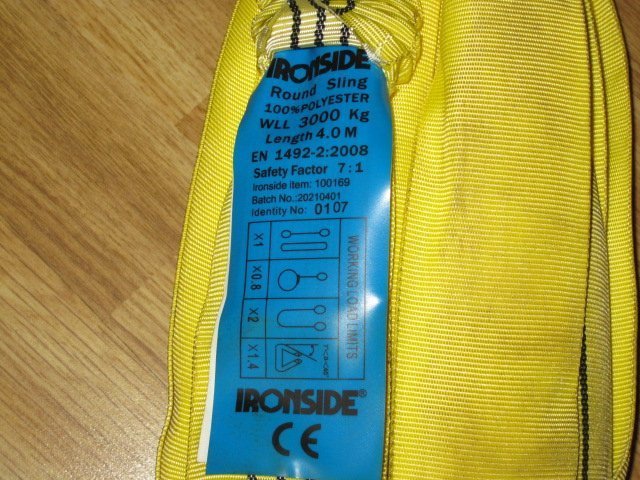 IRONSIDE
Round Sling
100%POLYESTER
WLL 3000 Kg
Length 4.0 M
EN 1492-2:2008
Safety Factor 7:1
Ironside item: 100169
Batch No.:20210401
Identity No: 0107
WORKING LOAD LIMITS
X1
X0.8
X2
X1.4
IRONSIDE®
CE